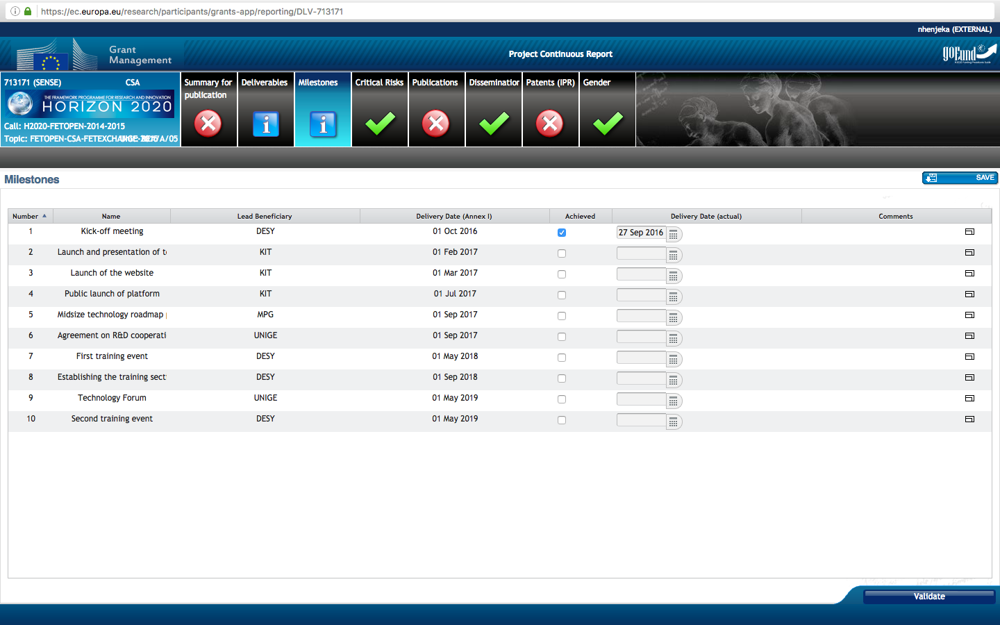 https://ec.europa.eu/research/participants/grants-app/reporting/DLV-713171
nhenjeka (EXTERNAL)
Grant
Management
Project Continuous Report
goFund
713171 (SENSE) CSA
THE FRAMEWORK PROGRAMME FOR RESEARCH AND INNOVATION
HORIZON 2020
Call: H2020-FETOPEN-2014-2015
Topic: FETOPEN-CSA-FETEXCHANGE A/05
Summary for
publication
Deliverables
Milestones
Critical Risks
Publications
Disseminatior
Patents (IPR)
Gender
Milestones
SAVE
Number Name Lead Beneficiary Delivery Date (Annex I) Achieved Delivery Date (actual) Comments
1 Kick-off meeting DESY 01 Oct 2016 27 Sep 2016
2 Launch and presentation of t KIT 01 Feb 2017
3 Launch of the website KIT 01 Mar 2017
4 Public launch of platform KIT 01 Jul 2017
5 Midsize technology roadmap MPG 01 Sep 2017
6 Agreement on R&D cooperati UNIGE 01 Sep 2017
7 First training event DESY 01 May 2018
8 Establishing the training sect DESY 01 Sep 2018
9 Technology Forum UNIGE 01 May 2019
10 Second training event DESY 01 May 2019
Validate